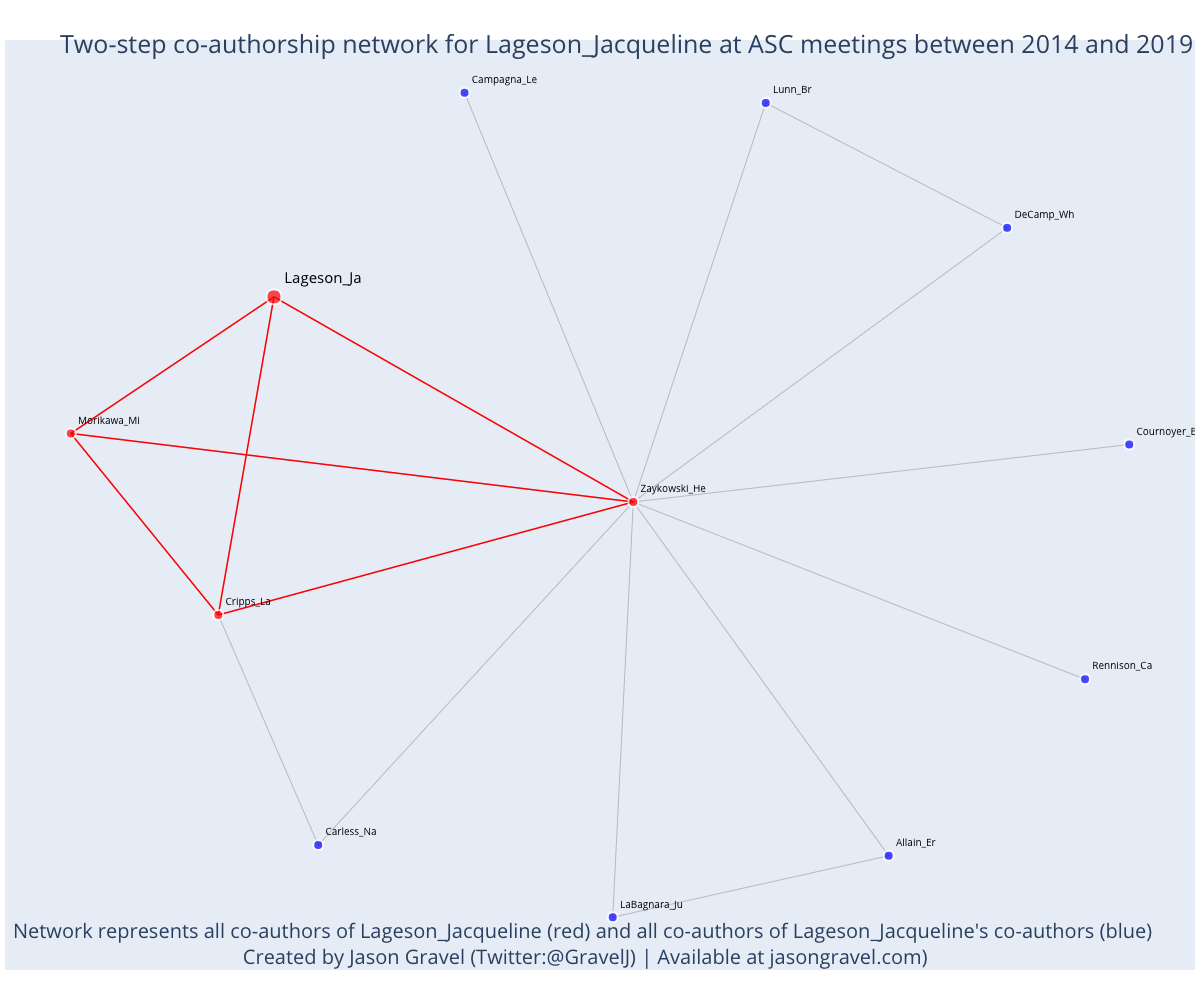 Two-step co-authorship network for Lageson_Jacqueline at ASC meetings between 2014 and 2019
Campagna_Le
Lunn_Br
DeCamp_Wh
Lageson_Ja
Morikawa_Mi
Cournoyer_E
Zaykowski_He
Cripps_La
Rennison_Ca
Carless_Na
Allain_Er
LaBagnara_Ju
Network represents all co-authors of Lageson_Jacqueline (red) and all co-authors of Lageson_Jacqueline's co-authors (blue)
Created by Jason Gravel (Twitter:@GravelJ) | Available at jasongravel.com)